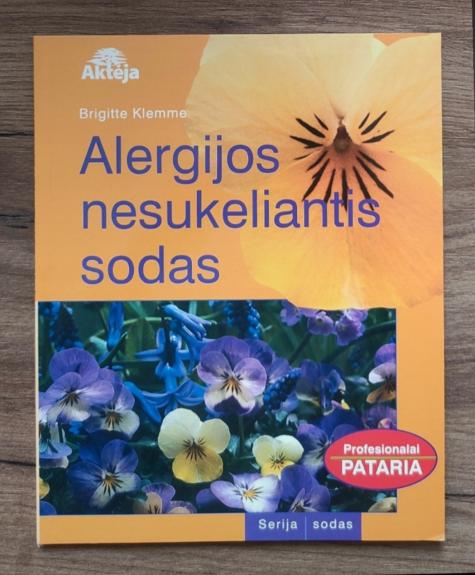 Aktėja
Brigitte Klemme
Alergijos
nesukeliantis
sodas
Profesionalai
PATARIA
Serija sodas